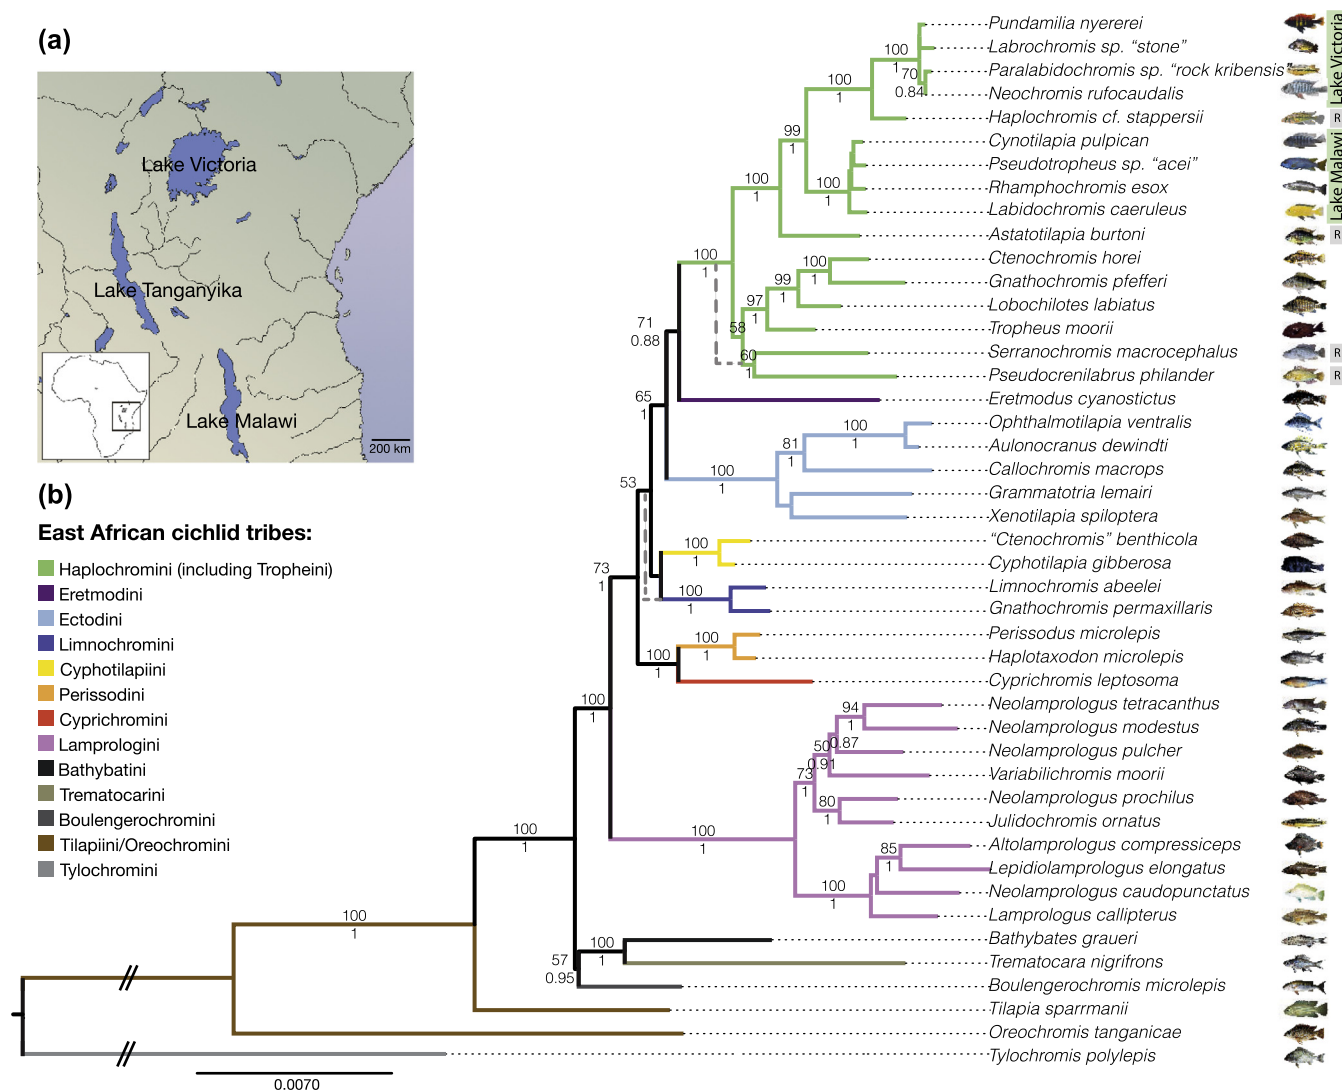 (a)
Lake Victoria
Lake Tanganyika
Lake Malawi
200 km
(b)
East African cichlid tribes:
Haplochromini (including Tropheini)
Eretmodini
Ectodini
Limnochromini
Cyphotilapiini
Perissodini
Cyprichromini
Lamprologini
Bathybatini
Trematocarini
Boulengerochromini
Tilapiini/Oreochromini
Tylochromini
Pundamilia nyererei
Labrochromis sp. “stone”
Paralabidochromis sp. “rock kribensis”
Neochromis rufocaudalis
Haplochromis cf. stappersii
Cynotilapia pulpican
Pseudotropheus sp. “acei”
Rhamphochromis esox
Labidochromis caeruleus
Astatotilapia burtoni
Ctenochromis horei
Gnathochromis pfefferi
Lobochilotes labiatus
Tropheus moorii
Serranochromis macrocephalus
Pseudocrenilabrus philander
Eretmodus cyanostictus
Ophthalmotilapia ventralis
Aulonocranus dewindti
Callochromis macrops
Grammatotria lemairi
Xenotilapia spiloptera
“Ctenochromis” benthicola
Cyphotilapia gibberosa
Limnochromis abeelei
Gnathochromis permaxillaris
Perissodus microlepis
Haplotaxodon microlepis
Cyprichromis leptosoma
Neolamprologus tetracanthus
Neolamprologus modestus
Neolamprologus pulcher
Variabilichromis moorii
Neolamprologus prochilus
Julidochromis ornatus
Altolamprologus compressiceps
Lepidiolamprologus elongatus
Neolamprologus caudopunctatus
Lamprologus callipterus
Bathybates graueri
Trematocara nigrifrons
Boulengerochromis microlepis
Tilapia sparrmanii
Oreochromis tanganicae
Tylochromis polylepis
Lake Victoria
R
Lake Malawi
R
R
R
100
1
70
0.84
100
1
99
1
100
1
100
1
100
1
100
1
99
1
97
1
58
60
1
71
0.88
65
1
100
1
81
1
100
1
53
100
1
100
1
73
1
100
1
100
1
100
1
94
1
0.87
50
0.91
73
1
80
1
100
1
85
1
100
1
100
1
100
1
57
0.95
100
1
0.0070